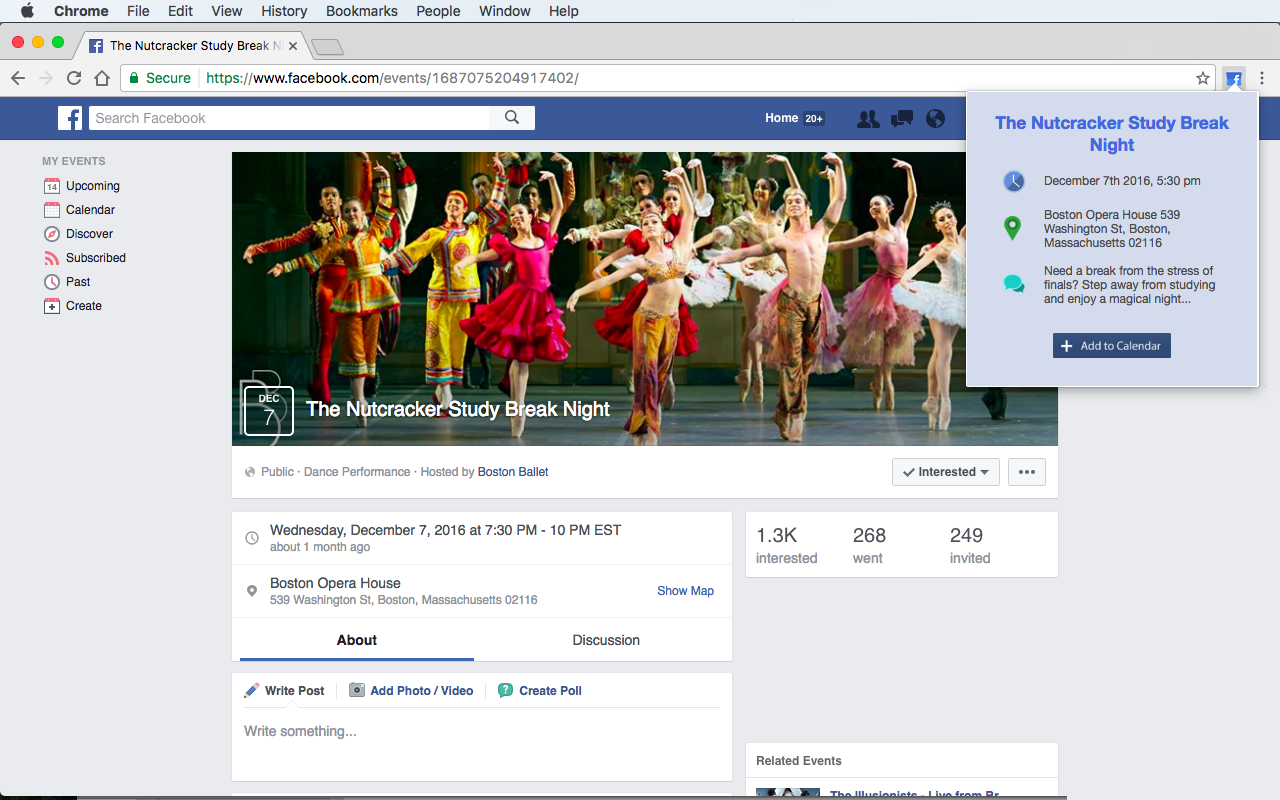 Chrome File Edit View History Bookmarks People Window Help
The Nutcracker Study Break N
Secure https://www.facebook.com/events/1687075204917402/
Search Facebook
Home 20+
The Nutcracker Study Break
Night
December 7th 2016, 5:30 pm
Boston Opera House 539
Washington St, Boston,
Massachusetts 02116
Need a break from the stress of
finals? Step away from studying
and enjoy a magical night...
+ Add to Calendar
MY EVENTS
14 Upcoming
Calendar
Discover
Subscribed
Past
Create
DEC
7
The Nutcracker Study Break Night
Public · Dance Performance · Hosted by Boston Ballet
Interested
Wednesday, December 7, 2016 at 7:30 PM - 10 PM EST
about 1 month ago
Boston Opera House
539 Washington St, Boston, Massachusetts 02116
Show Map
About Discussion
1.3K 268 249
interested went invited
Write Post Add Photo / Video Create Poll
Write something...
Related Events
The Illusionists - Live from Br